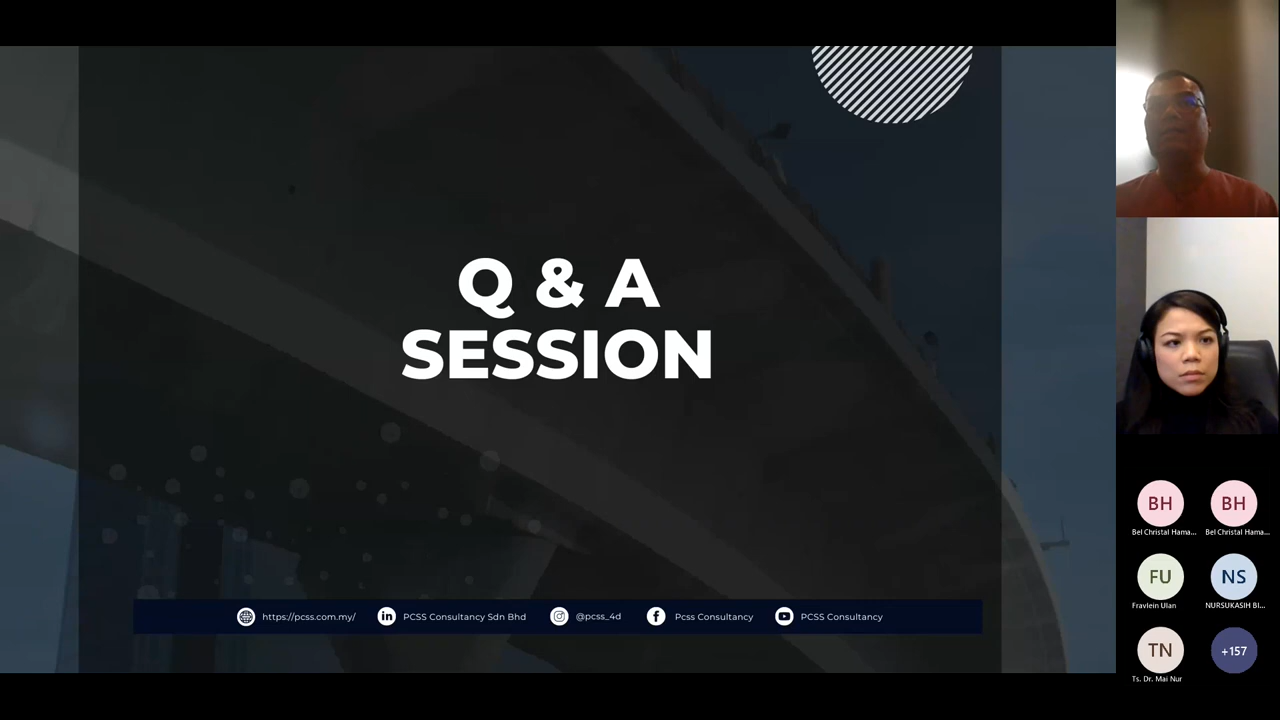 Q & A
SESSION
https://pcss.com.my/
in
PCSS Consultancy Sdn Bhd
@pcss_4d
f
Pcss Consultancy
PCSS Consultancy
BH
BH
Bel Christal Hama...
Bel Christal Hama...
FU
NS
Fravlein Ulan
NURSUKASIH BI...
TN
+157
Ts. Dr. Mai Nur